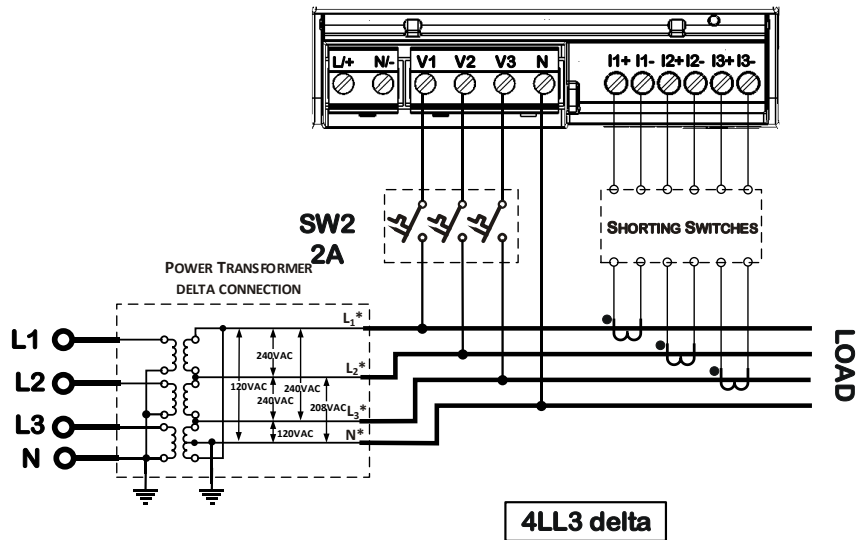 L/+ N/- V1 V2 V3 N I1+ I1- I2+ I2- I3+ I3-
SW2
2A
SHORTING SWITCHES
POWER TRANSFORMER
DELTA CONNECTION
L1*
L1
240VAC
L2*
L2
120VAC
240VAC
240VAC
208VAC
L3*
L3
120VAC
N*
N
LOAD
4LL3 delta